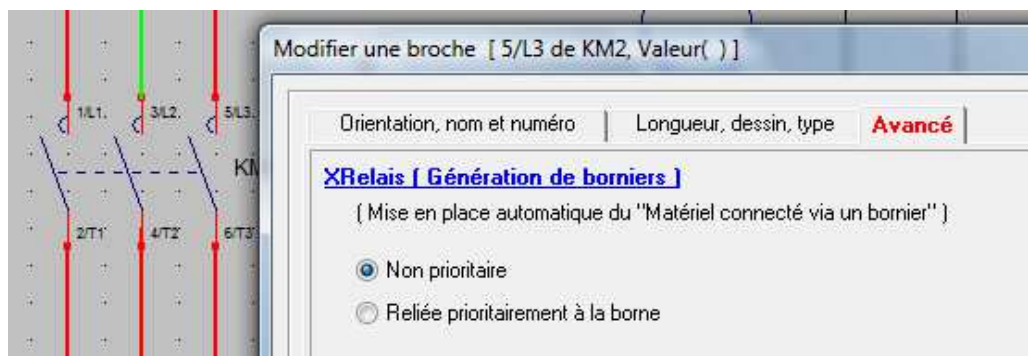 Modifier une broche [ 5/L3 de KM2, Valeur( ) ]
Orientation, nom et numéro
Longueur, dessin, type
Avancé
1/L1. 3/L2. 5/L3.
XRelais ( Génération de borniers )
( Mise en place automatique du "Matériel connecté via un bornier" )
2/T1 4/T2 6/T3
Non prioritaire
Reliée prioritairement à la borne